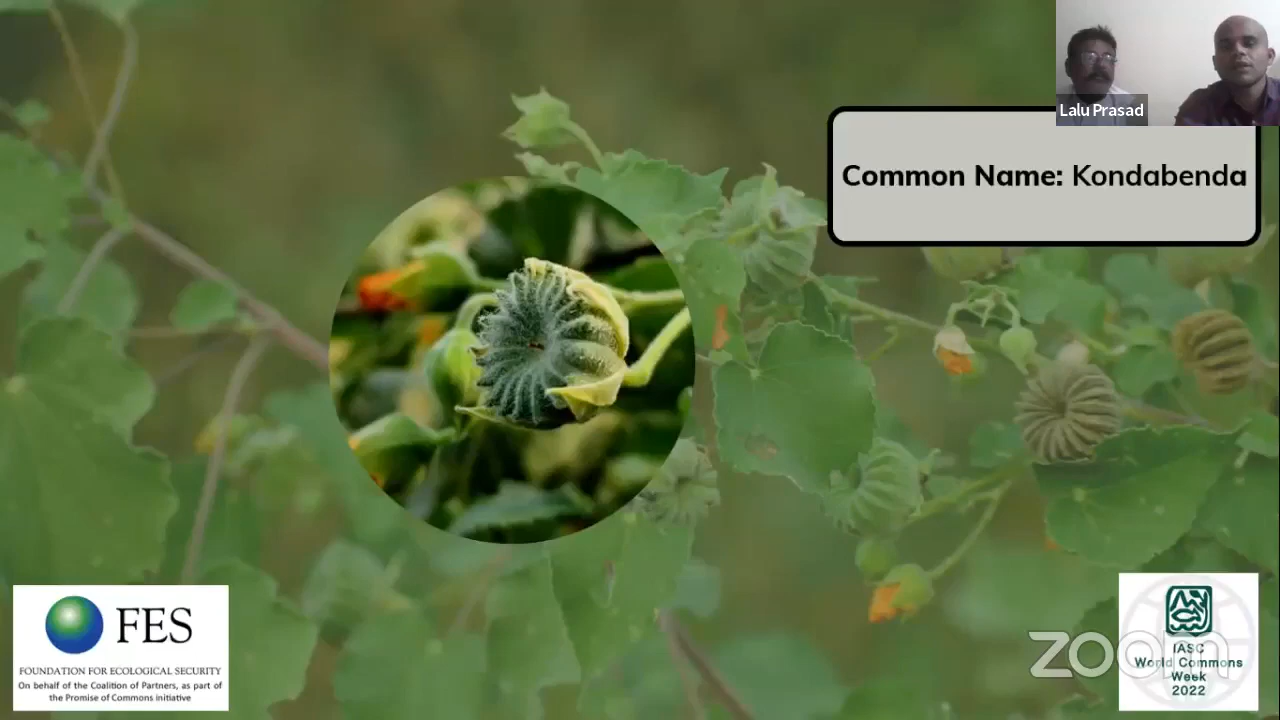 Lalu Prasad
Common Name: Kondabenda
FES
FOUNDATION FOR ECOLOGICAL SECURITY
On behalf of the Coalition of Partners, as part of
the Promise of Commons initiative
zoom
IASC
World Commons
Week
2022